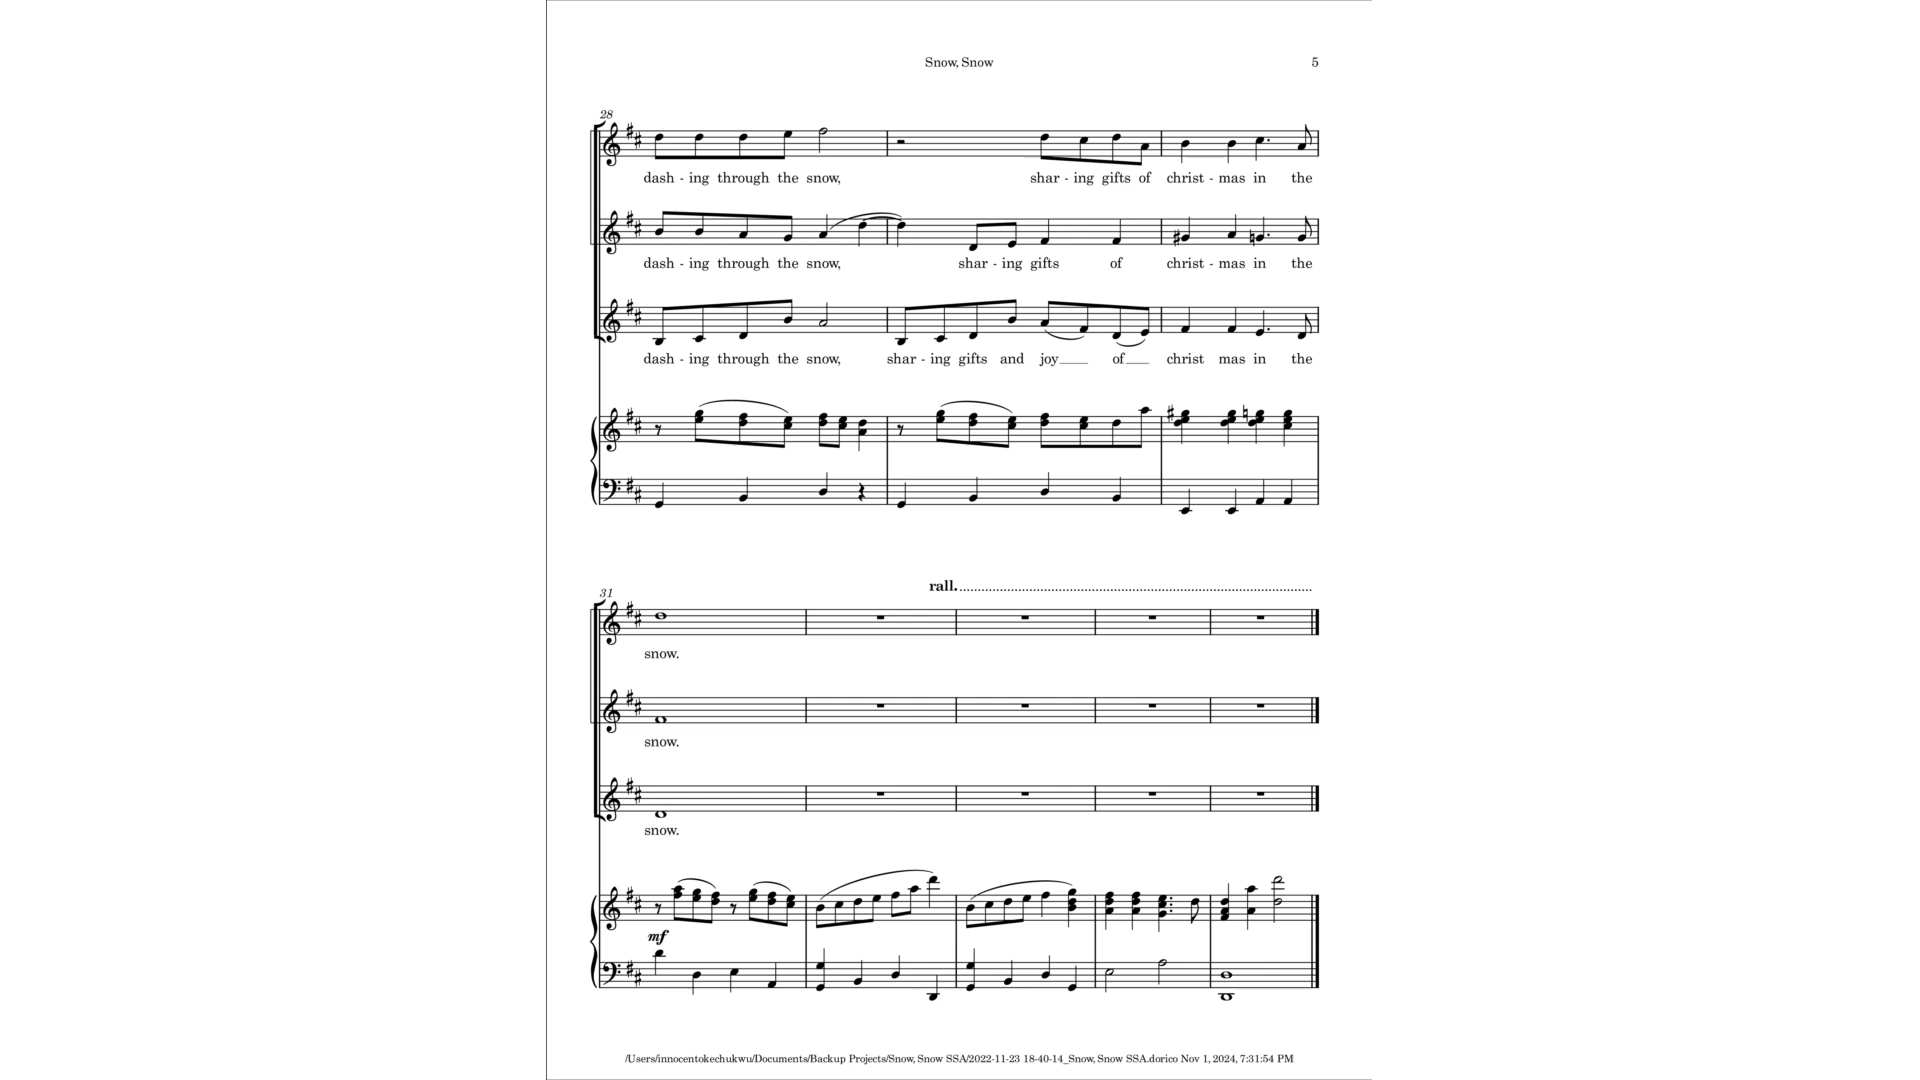 Snow, Snow
5
28
dash - ing through the snow, shar - ing gifts of christ - mas in the
dash - ing through the snow, shar - ing gifts of christ - mas in the
dash - ing through the snow, shar - ing gifts and joy of christ mas in the
rall.
31
snow.
snow.
snow.
mf
/Users/innocentokechukwu/Documents/Backup Projects/Snow, Snow SSA/2022-11-23 18-40-14_Snow, Snow SSA.dorico Nov 1, 2024, 7:31:54 PM